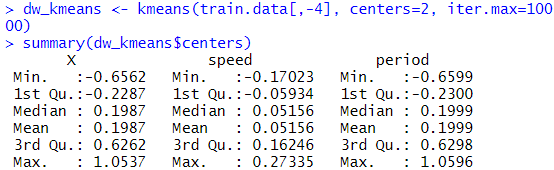 > dw_kmeans <- kmeans(train.data[,-4], centers=2, iter.max=100
00)
> summary(dw_kmeans$centers)
X speed period
Min. :-0.6562 Min. :-0.17023 Min. :-0.6599
1st Qu.:-0.2287 1st Qu.:-0.05934 1st Qu.:-0.2300
Median : 0.1987 Median : 0.05156 Median : 0.1999
Mean : 0.1987 Mean : 0.05156 Mean : 0.1999
3rd Qu.: 0.6262 3rd Qu.: 0.16246 3rd Qu.: 0.6298
Max. : 1.0537 Max. : 0.27335 Max. : 1.0596